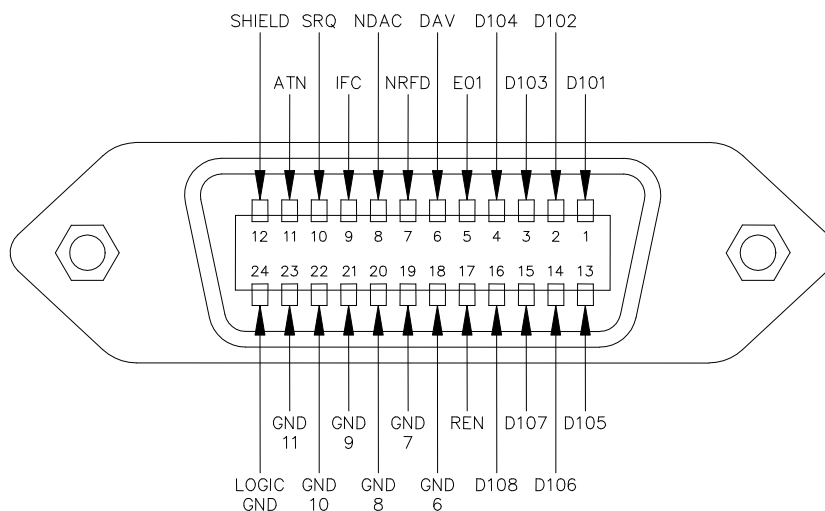 SHIELD SRQ NDAC DAV D104 D102
ATN IFC NRFD E01 D103 D101
12 11 10 9 8 7 6 5 4 3 2 1
24 23 22 21 20 19 18 17 16 15 14 13
GND 11 GND 9 GND 7 REN D107 D105
LOGIC GND GND 10 GND 8 GND 6 D108 D106